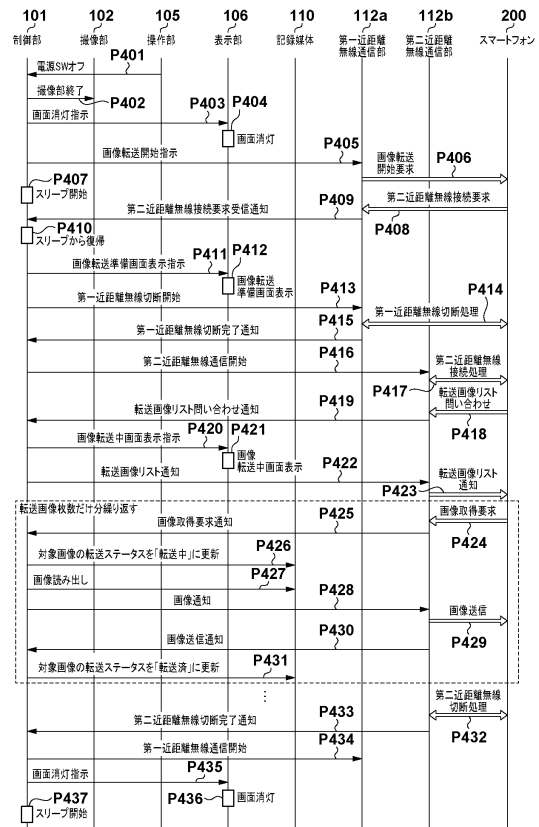 101 102 105 106 110 112a 112b 200
制御部 撮像部 操作部 表示部 記録媒体 第一近距離 第二近距離 スマートフォン
無線通信部 無線通信部
P401
電源SWオフ
撮像部終了
P402
画面消灯指示
P403
P404
画面消灯
P405
画像転送開始指示
画像転送
開始要求
P406
P407
スリープ開始
P409
第二近距離無線接続要求受信通知
第二近距離無線接続要求
P408
P410
スリープから復帰
P411
P412
画像転送準備画面表示指示
画像転送
準備画面表示
P413
第一近距離無線切断開始
P414
第一近距離無線切断処理
P415
第一近距離無線切断完了通知
P416
第二近距離無線通信開始
第二近距離無線
接続処理
P417
転送画像リスト
問い合わせ
P418
P419
転送画像リスト問い合わせ通知
P420
P421
画像転送中画面表示指示
画像
転送中画面表示
P422
転送画像リスト通知
転送画像リスト
通知
P423
転送画像枚数だけ分繰り返す
P425
画像取得要求通知
画像取得要求
P424
P426
対象画像の転送ステータスを「転送中」に更新
P427
画像読み出し
P428
画像通知
画像送信
P429
P430
画像送信通知
P431
対象画像の転送ステータスを「転送済」に更新
⋮
第二近距離無線
切断処理
P432
P433
第二近距離無線切断完了通知
P434
第一近距離無線通信開始
P435
画面消灯指示
P436
画面消灯
P437
スリープ開始